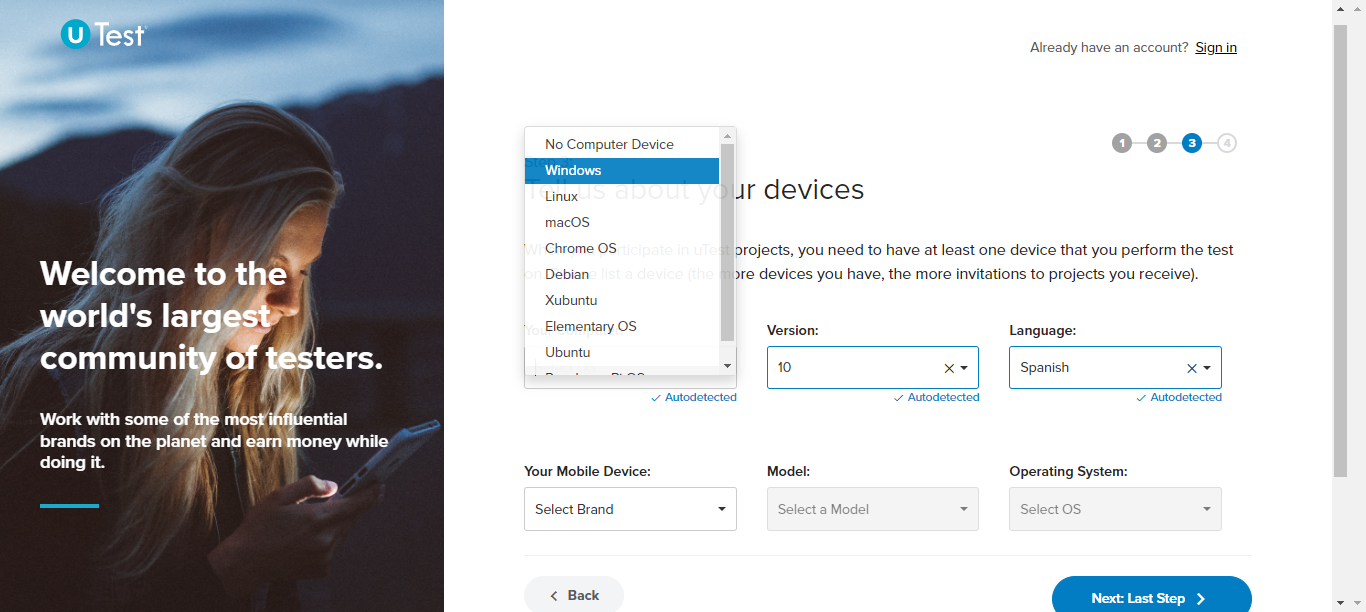 U Test
Already have an account? Sign in
Welcome to the
world's largest
community of testers.
Work with some of the most influential
brands on the planet and earn money while
doing it.
1 2 3 4
Step 3:
Tell us about your devices
participate in uTest projects, you need to have at least one device that you perform the test
list a device (the more devices you have, the more invitations to projects you receive).
No Computer Device
Windows
Linux
macOS
Chrome OS
Debian
Xubuntu
Elementary OS
Ubuntu
Version:
10
Autodetected
Language:
Spanish
Autodetected
Autodetected
Your Mobile Device:
Select Brand
Model:
Select a Model
Operating System:
Select OS
Back
Next: Last Step